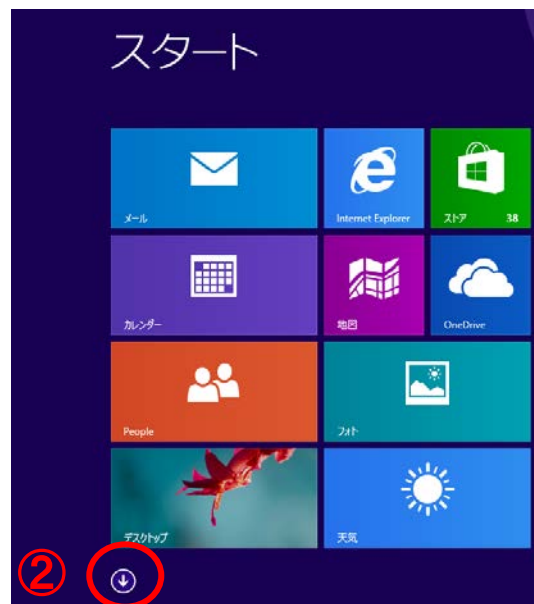 スタート
メール
Internet Explorer
ストア 38
カレンダー
地図
OneDrive
People
フォト
デスクトップ
天気
②